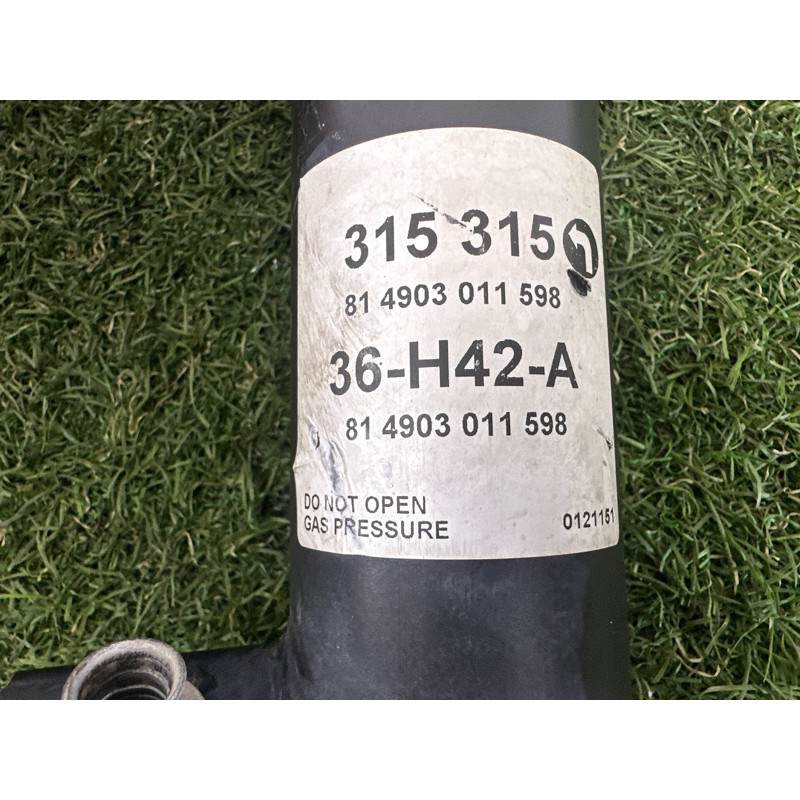 315 315
81 4903 011 598
36-H42-A
81 4903 011 598
DO NOT OPEN
GAS PRESSURE
0121151